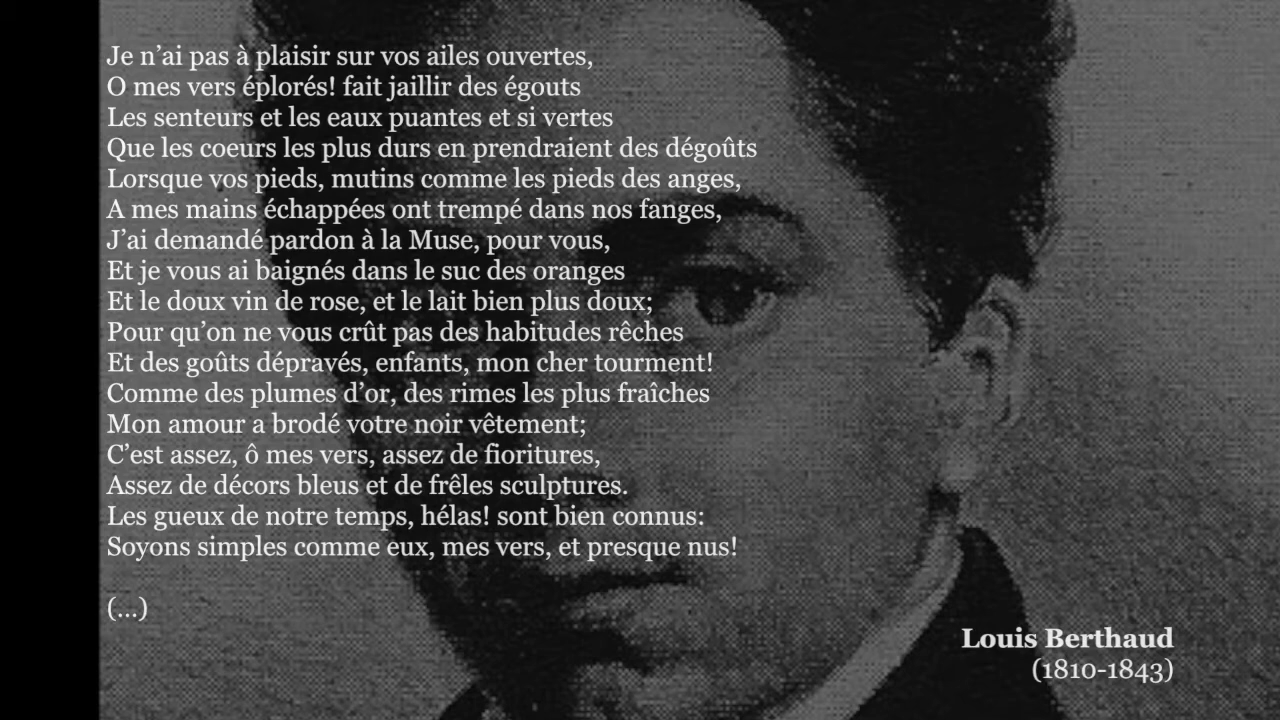 Je n’ai pas à plaisir sur vos ailes ouvertes,
O mes vers éplorés! fait jaillir des égouts
Les senteurs et les eaux puantes et si vertes
Que les coeurs les plus durs en prendraient des dégoûts
Lorsque vos pieds, mutins comme les pieds des anges,
A mes mains échappées ont trempé dans nos fanges,
J’ai demandé pardon à la Muse, pour vous,
Et je vous ai baignés dans le suc des oranges
Et le doux vin de rose, et le lait bien plus doux;
Pour qu’on ne vous crût pas des habitudes rêches
Et des goûts dépravés, enfants, mon cher tourment!
Comme des plumes d’or, des rimes les plus fraîches
Mon amour a brodé votre noir vêtement;
C’est assez, ô mes vers, assez de fioritures,
Assez de décors bleus et de frêles sculptures.
Les gueux de notre temps, hélas! sont bien connus:
Soyons simples comme eux, mes vers, et presque nus!
(...)
Louis Berthaud
(1810-1843)